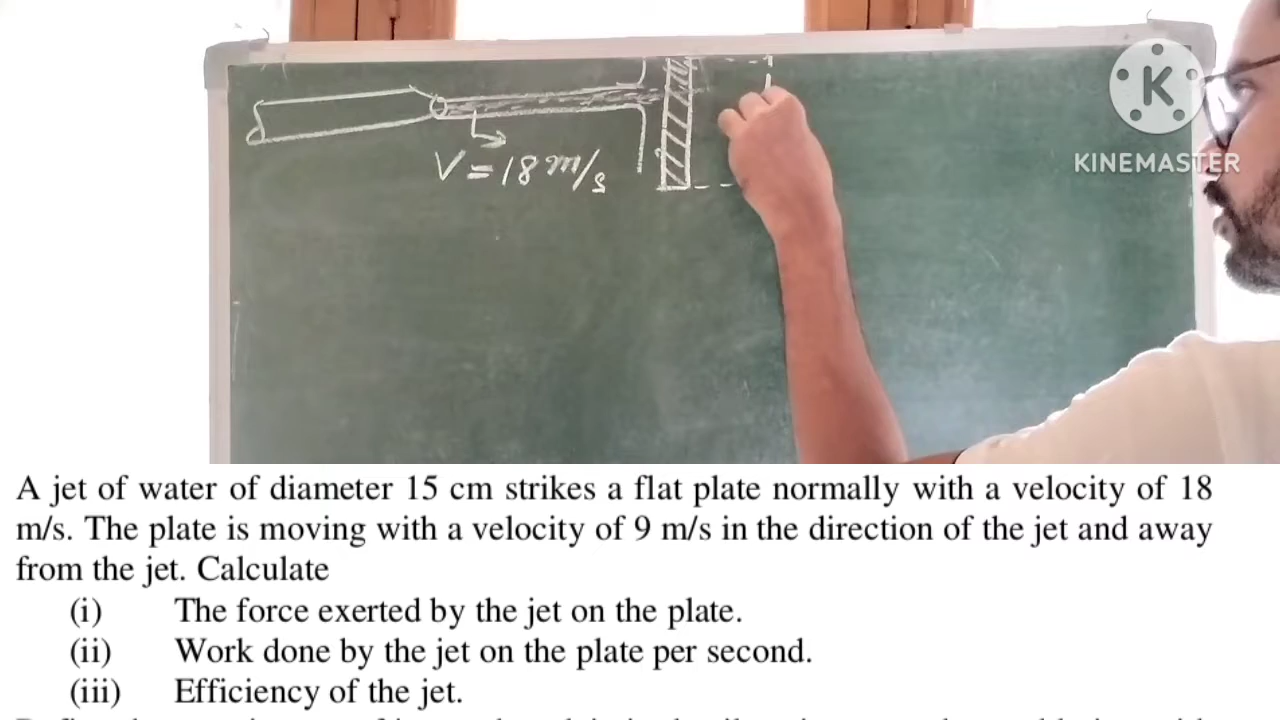 K
KINEMASTER
V = 18 m/s
A jet of water of diameter 15 cm strikes a flat plate normally with a velocity of 18
m/s. The plate is moving with a velocity of 9 m/s in the direction of the jet and away
from the jet. Calculate
(i) The force exerted by the jet on the plate.
(ii) Work done by the jet on the plate per second.
(iii) Efficiency of the jet.